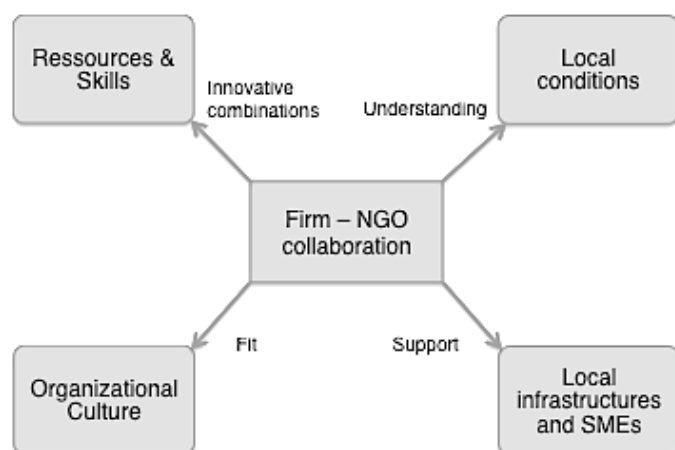 Ressources &
Skills
Local
conditions
Innovative
combinations
Understanding
Firm – NGO
collaboration
Fit
Support
Organizational
Culture
Local
infrastructures
and SMEs